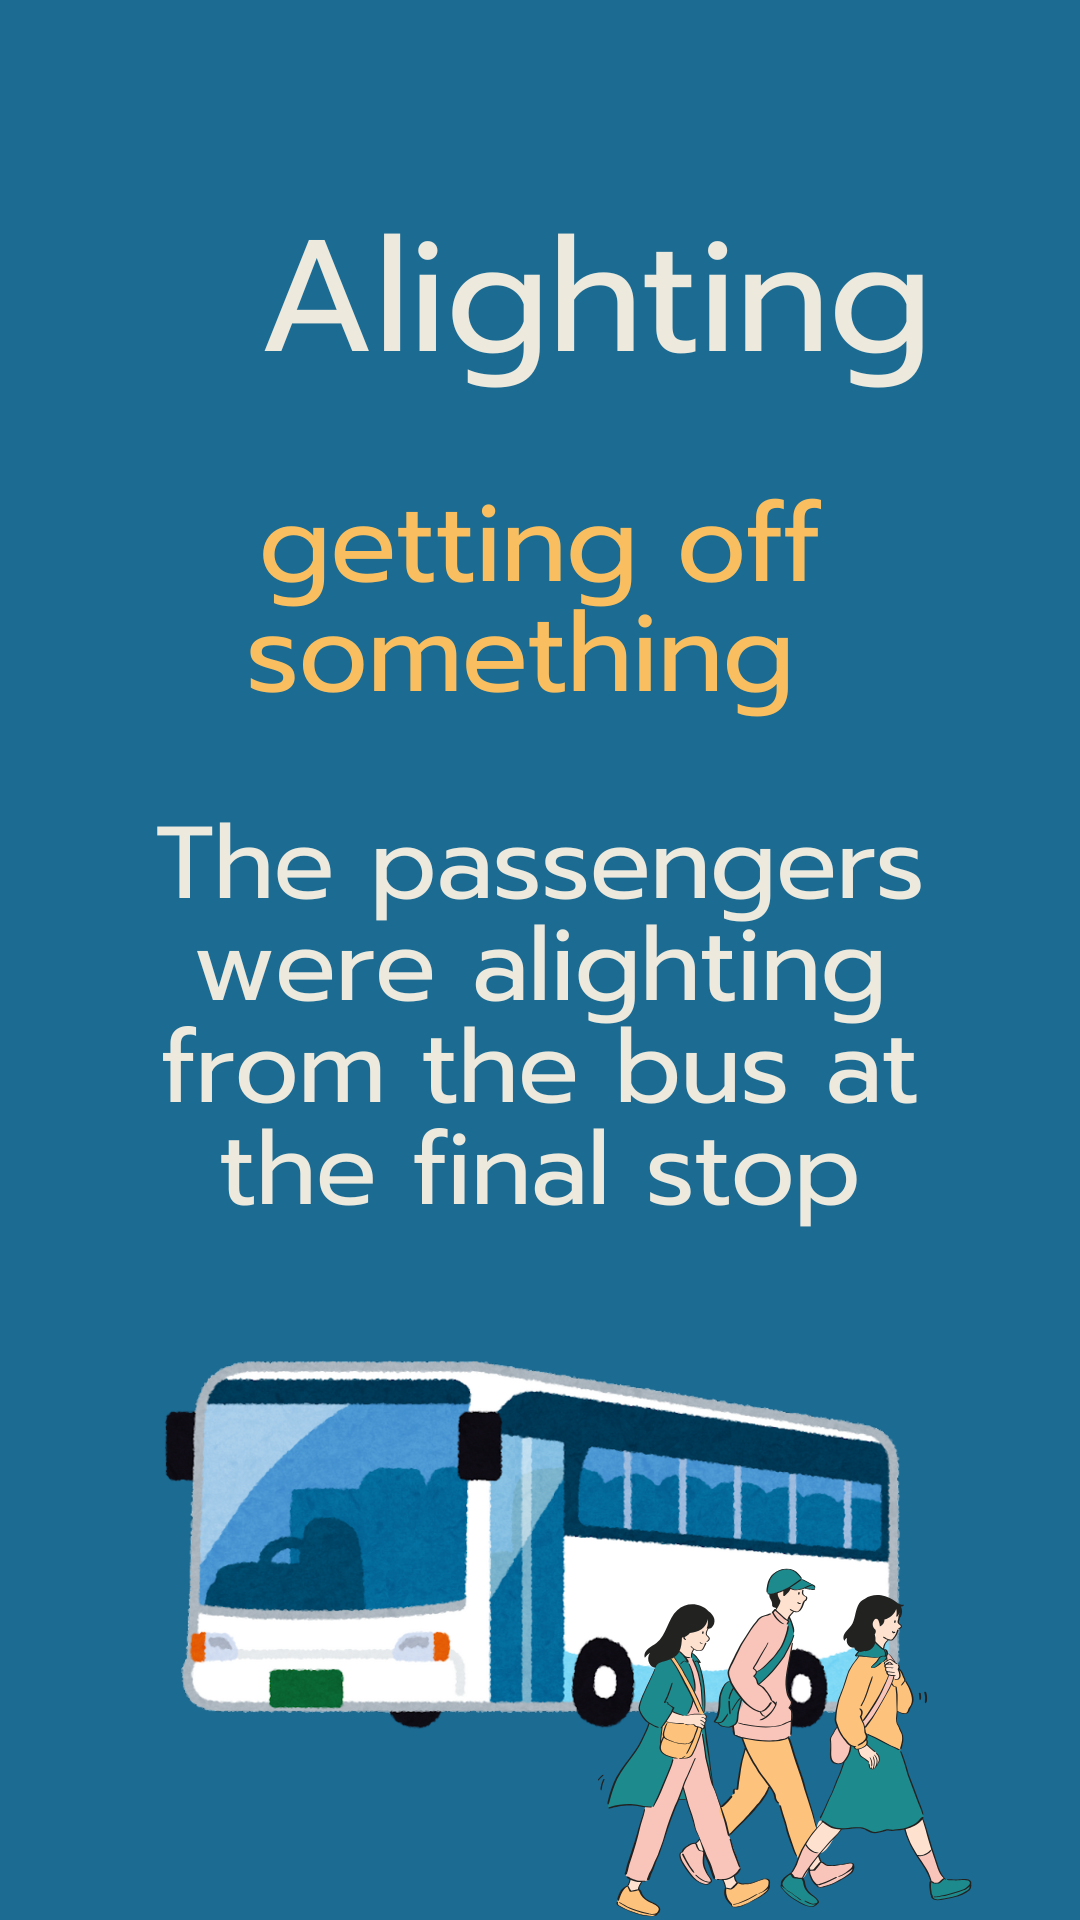 Alighting
getting off
something
The passengers
were alighting
from the bus at
the final stop